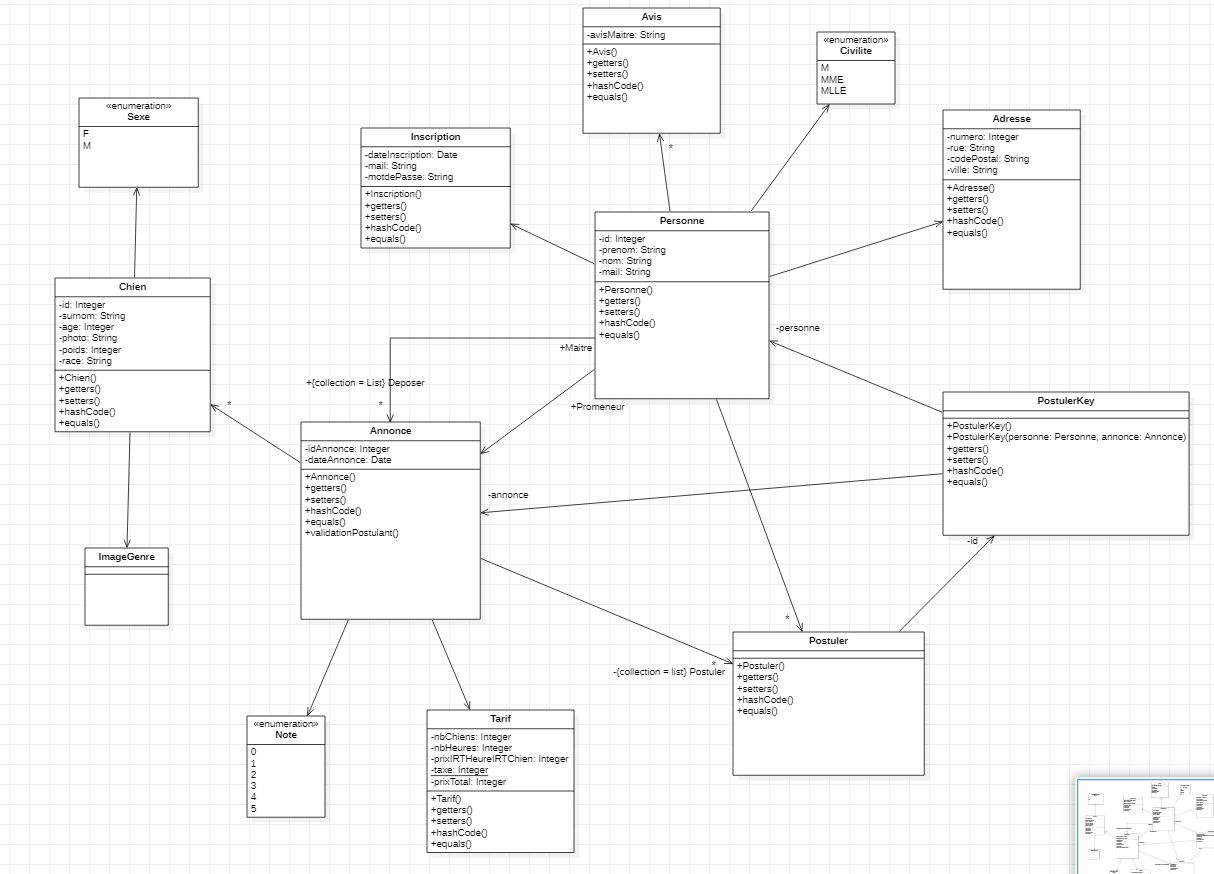 Avis
-avisMaitre: String
+Avis()
+getters()
+setters()
+hashCode()
+equals()
«enumeration»
Civilite
M
MME
MLLE
«enumeration»
Sexe
F
M
Inscription
-dateInscription: Date
-mail: String
-motdePasse: String
+Inscription()
+getters()
+setters()
+hashCode()
+equals()
Adresse
-numero: Integer
-rue: String
-codePostal: String
-ville: String
+Adresse()
+getters()
+setters()
+hashCode()
+equals()
*
Personne
-id: Integer
-prenom: String
-nom: String
-mail: String
+Personne()
+getters()
+setters()
+hashCode()
+equals()
Chien
-id: Integer
-surnom: String
-age: Integer
-photo: String
-poids: Integer
-race: String
+Chien()
+getters()
+setters()
+hashCode()
+equals()
-personne
+Maitre
+{collection = List} Deposer
*
*
+Promeneur
PostulerKey
+PostulerKey()
+PostulerKey(personne: Personne, annonce: Annonce)
+getters()
+setters()
+hashCode()
+equals()
Annonce
-idAnnonce: Integer
-dateAnnonce: Date
+Annonce()
+getters()
+setters()
+hashCode()
+equals()
+validationPostulant()
-annonce
-id
ImageGenre
*
Postuler
+Postuler()
+getters()
+setters()
+hashCode()
+equals()
*
-{collection = list} Postuler
«enumeration»
Note
0
1
2
3
4
5
Tarif
-nbChiens: Integer
-nbHeures: Integer
-prixIRTHeureIRTChien: Integer
-taxe: Integer
-prixTotal: Integer
+Tarif()
+getters()
+setters()
+hashCode()
+equals()